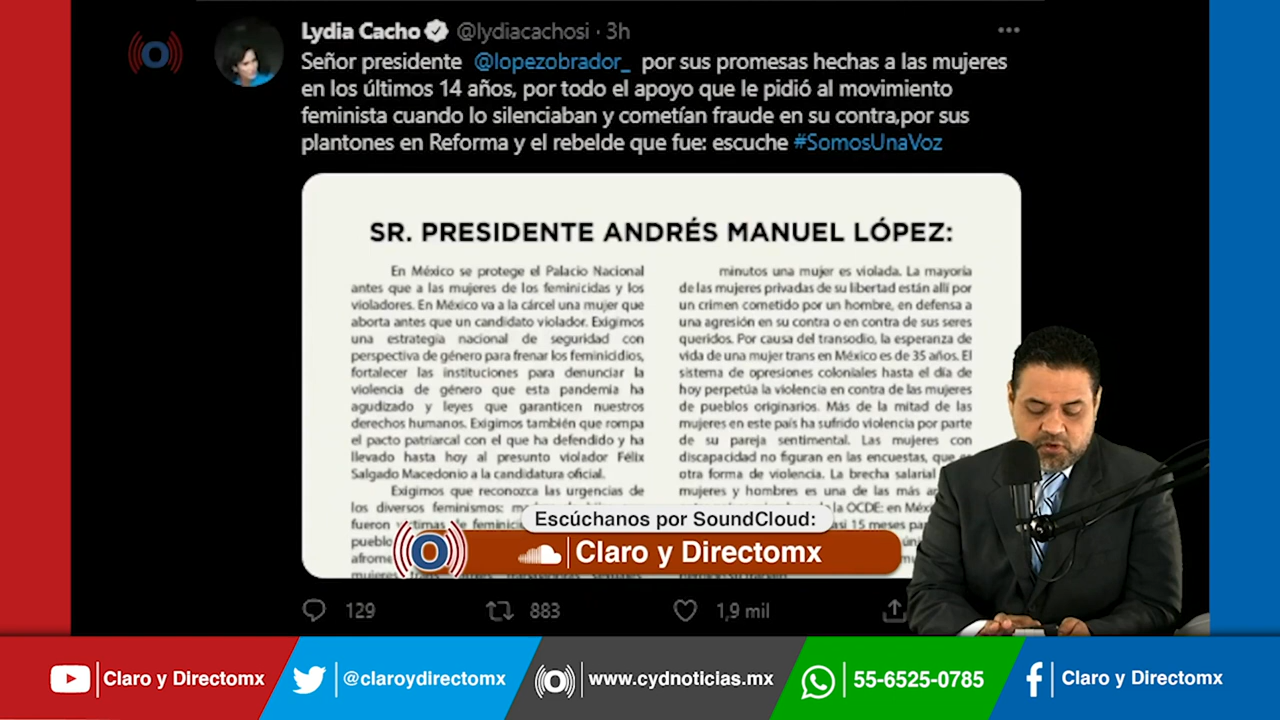 Lydia Cacho @lydiacachosi · 3h
Señor presidente @lopezobrador_ por sus promesas hechas a las mujeres
en los últimos 14 años, por todo el apoyo que le pidió al movimiento
feminista cuando lo silenciaban y cometían fraude en su contra,por sus
plantones en Reforma y el rebelde que fue: escuche #SomosUnaVoz
SR. PRESIDENTE ANDRÉS MANUEL LÓPEZ:
En México se protege el Palacio Nacional
antes que a las mujeres de los feminicidas y los
violadores. En México va a la cárcel una mujer que
aborta antes que un candidato violador. Exigimos
una estrategia nacional de seguridad con
perspectiva de género para frenar los feminicidios,
fortalecer las instituciones para denunciar la
violencia de género que esta pandemia ha
agudizado y leyes que garanticen nuestros
derechos humanos. Exigimos también que rompa
el pacto patriarcal con el que ha defendido y ha
llevado hasta hoy al presunto violador Félix
Salgado Macedonio a la candidatura oficial.
Exigimos que reconozca las urgencias de
los diversos feminismos:
fueron
minutos una mujer es violada. La mayoría
de las mujeres privadas de su libertad están allí por
un crimen cometido por un hombre, en defensa a
una agresión en su contra o en contra de sus seres
queridos. Por causa del transodio, la esperanza de
vida de una mujer trans en México es de 35 años. El
sistema de opresiones coloniales hasta el día de
hoy perpetúa la violencia en contra de las mujeres
de pueblos originarios. Más de la mitad de las
mujeres en este país ha sufrido violencia por parte
de su pareja sentimental. Las mujeres con
discapacidad no figuran en las encuestas, que
otra forma de violencia. La brecha salarial
mujeres y hombres es una de las más
la OCDE: en
15 meses
Escúchanos por SoundCloud:
Claro y Directomx
129 883 1,9 mil
Claro y Directomx
@claroydirectomx
www.cydnoticias.mx
55-6525-0785
Claro y Directomx